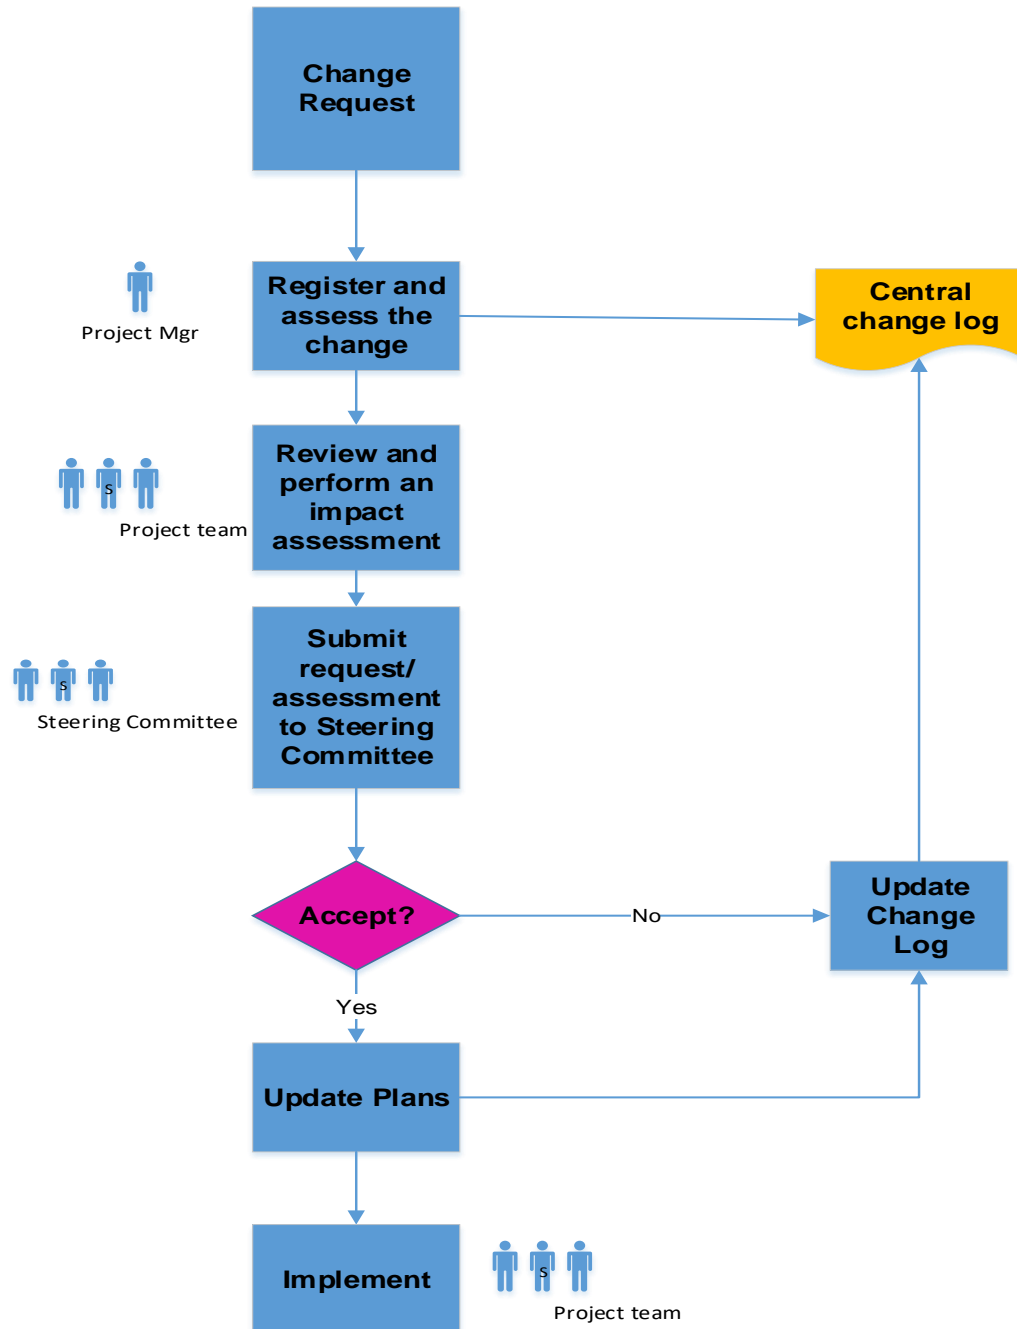 Change
Request
Project Mgr
Register and
assess the
change
Central
change log
s
Project team
Review and
perform an
impact
assessment
s
Steering Committee
Submit
request/
assessment
to Steering
Committee
Accept?
No
Update
Change
Log
Yes
Update Plans
Implement
s
Project team